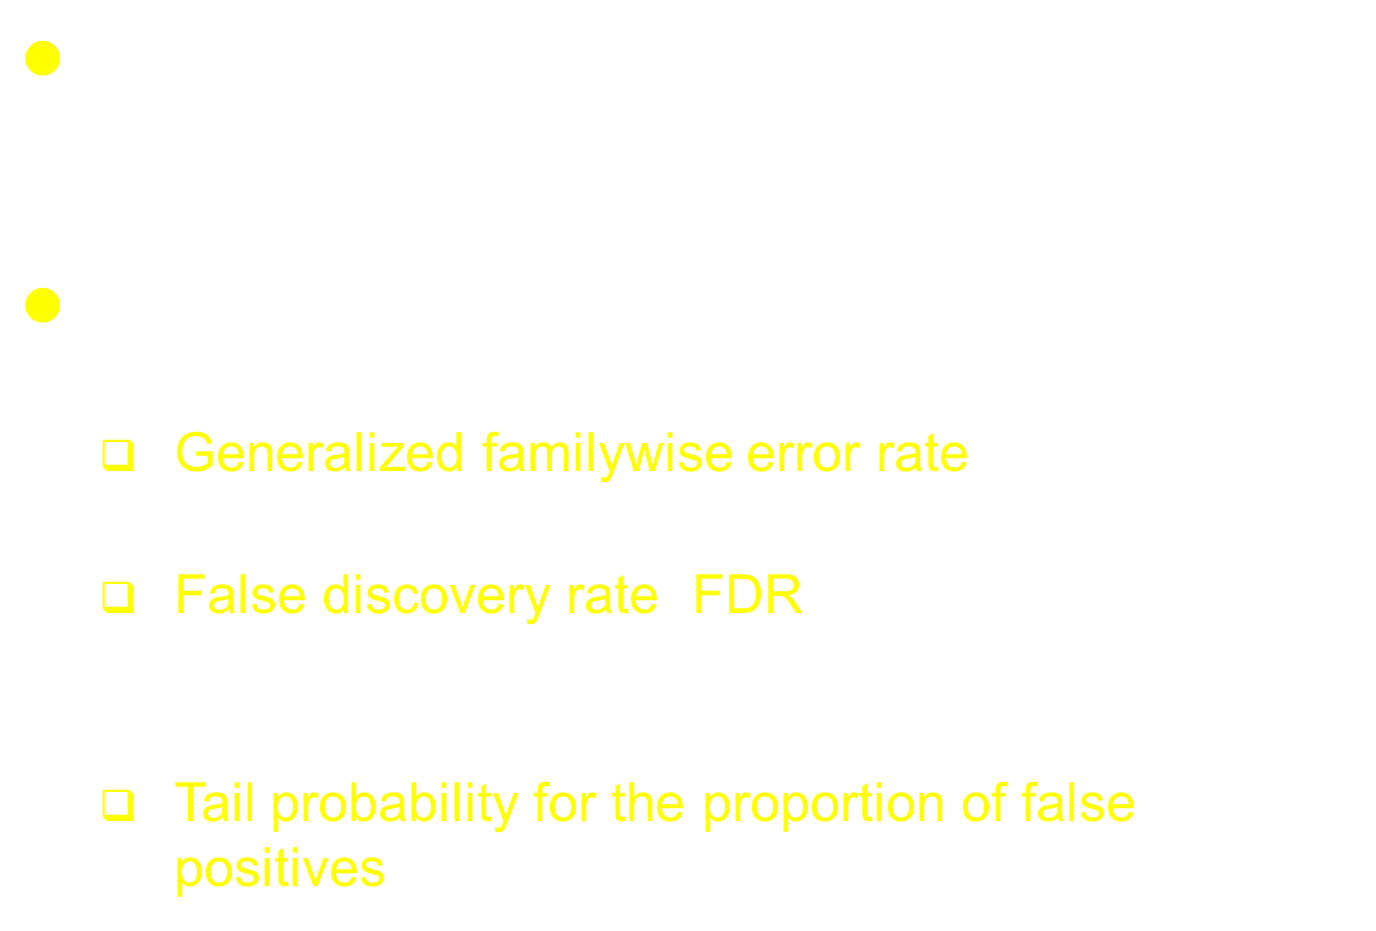 Generalized familywise error rate
False discovery rate FDR
Tail probability for the proportion of false
positives